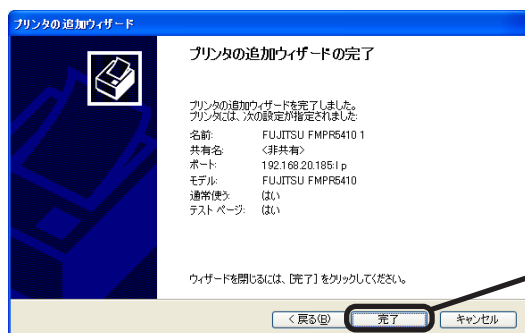 プリンタの追加ウィザード
プリンタの追加ウィザードの完了
プリンタの追加ウィザードを完了しました。
プリンタには、次の設定が指定されました:
名前: FUJITSU FMPR5410 1
共有名: <非共有>
ポート: 192.168.20.185:lp
モデル: FUJITSU FMPR5410
通常使う: はい
テスト ページ: はい
ウィザードを閉じるには、[完了] をクリックしてください。
< 戻る(B) 完了 キャンセル